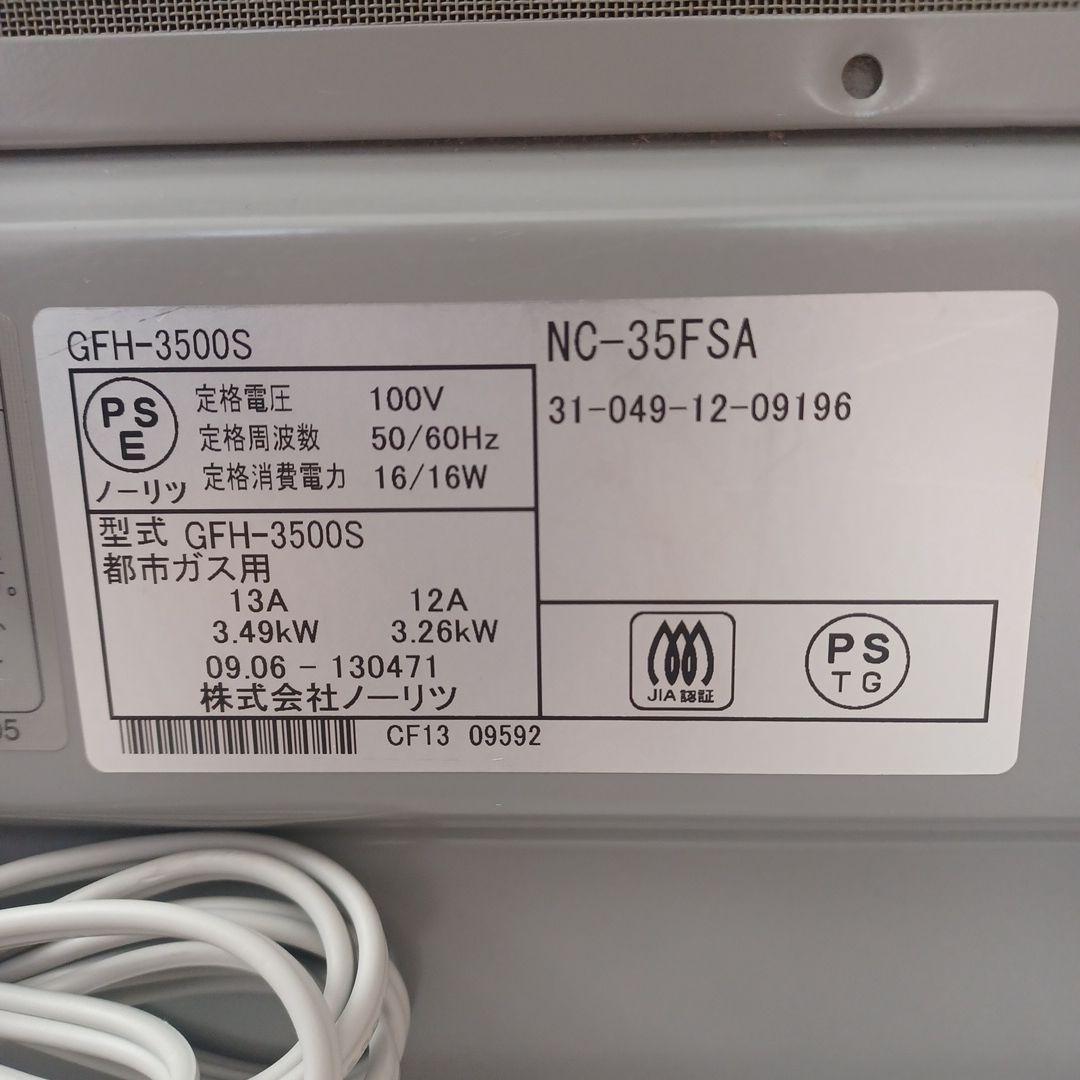 GFH-3500S
PS
E
ノーリツ
定格電圧 100V
定格周波数 50/60Hz
定格消費電力 16/16W
型式 GFH-3500S
都市ガス用
13A 12A
3.49kW 3.26kW
09.06 - 130471
株式会社ノーリツ
CF13 09592
NC-35FSA
31-049-12-09196
JIA 認証
PS
TG